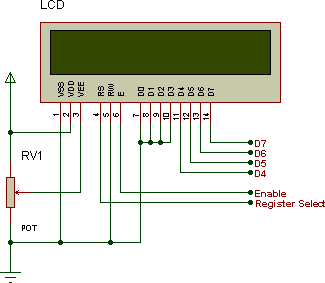 LCD
VSS VDD VEE RS RW E D0 D1 D2 D3 D4 D5 D6 D7
1 2 3 4 5 6 7 8 9 10 11 12 13 14
D7
D6
D5
D4
RV1
Enable
Register Select
POT